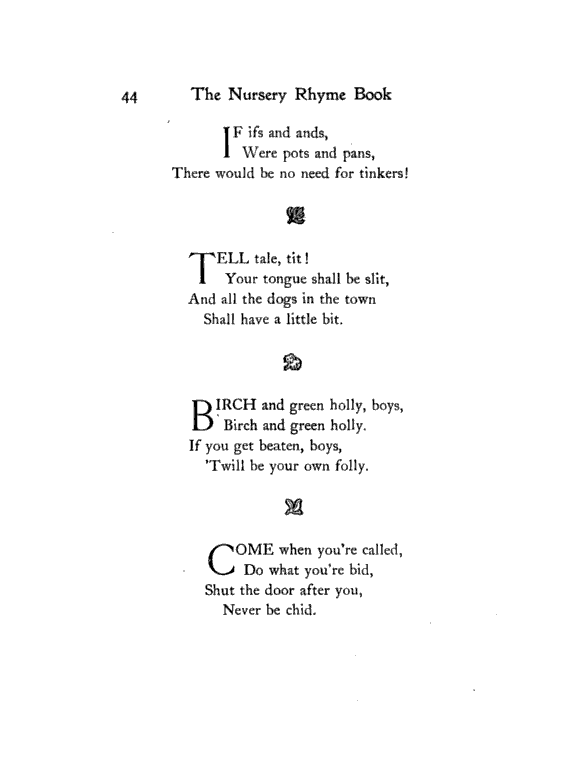 44 The Nursery Rhyme Book
IF ifs and ands,
Were pots and pans,
There would be no need for tinkers!
TELL tale, tit!
Your tongue shall be slit,
And all the dogs in the town
Shall have a little bit.
BIRCH and green holly, boys,
Birch and green holly.
If you get beaten, boys,
'Twill be your own folly.
COME when you're called,
Do what you're bid,
Shut the door after you,
Never be chid.